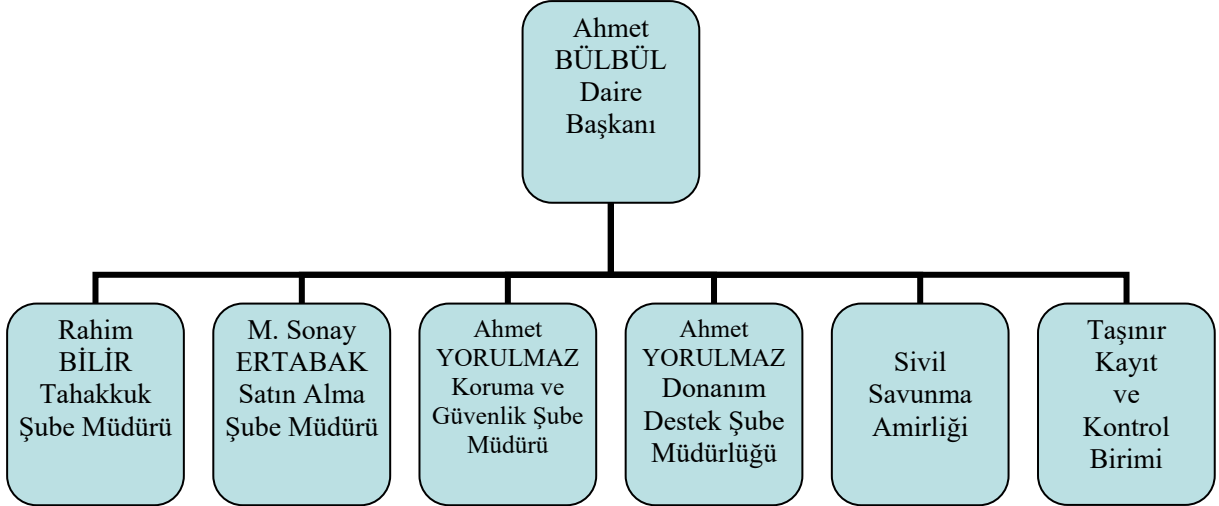 Ahmet
BÜLBÜL
Daire
Başkanı
Rahim
BİLİR
Tahakkuk
Şube Müdürü
M. Sonay
ERTABAK
Satın Alma
Şube Müdürü
Ahmet
YORULMAZ
Koruma ve
Güvenlik Şube
Müdürü
Ahmet
YORULMAZ
Donanım
Destek Şube
Müdürlüğü
Sivil
Savunma
Amirliği
Taşınır
Kayıt
ve
Kontrol
Birimi